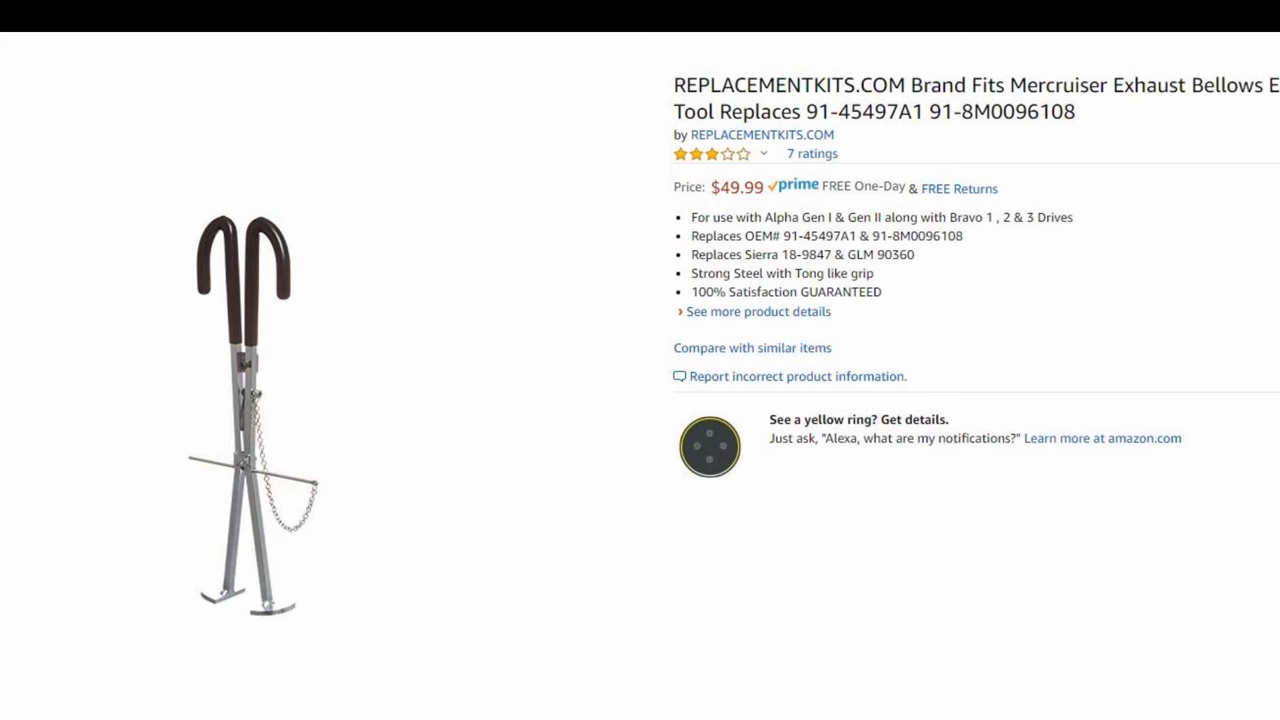 REPLACEMENTKITS.COM Brand Fits Mercruiser Exhaust Bellows E
Tool Replaces 91-45497A1 91-8M0096108
by REPLACEMENTKITS.COM
7 ratings
Price: $49.99 prime FREE One-Day & FREE Returns
• For use with Alpha Gen I & Gen II along with Bravo 1 , 2 & 3 Drives
• Replaces OEM# 91-45497A1 & 91-8M0096108
• Replaces Sierra 18-9847 & GLM 90360
• Strong Steel with Tong like grip
• 100% Satisfaction GUARANTEED
› See more product details
Compare with similar items
Report incorrect product information.
See a yellow ring? Get details.
Just ask, "Alexa, what are my notifications?" Learn more at amazon.com